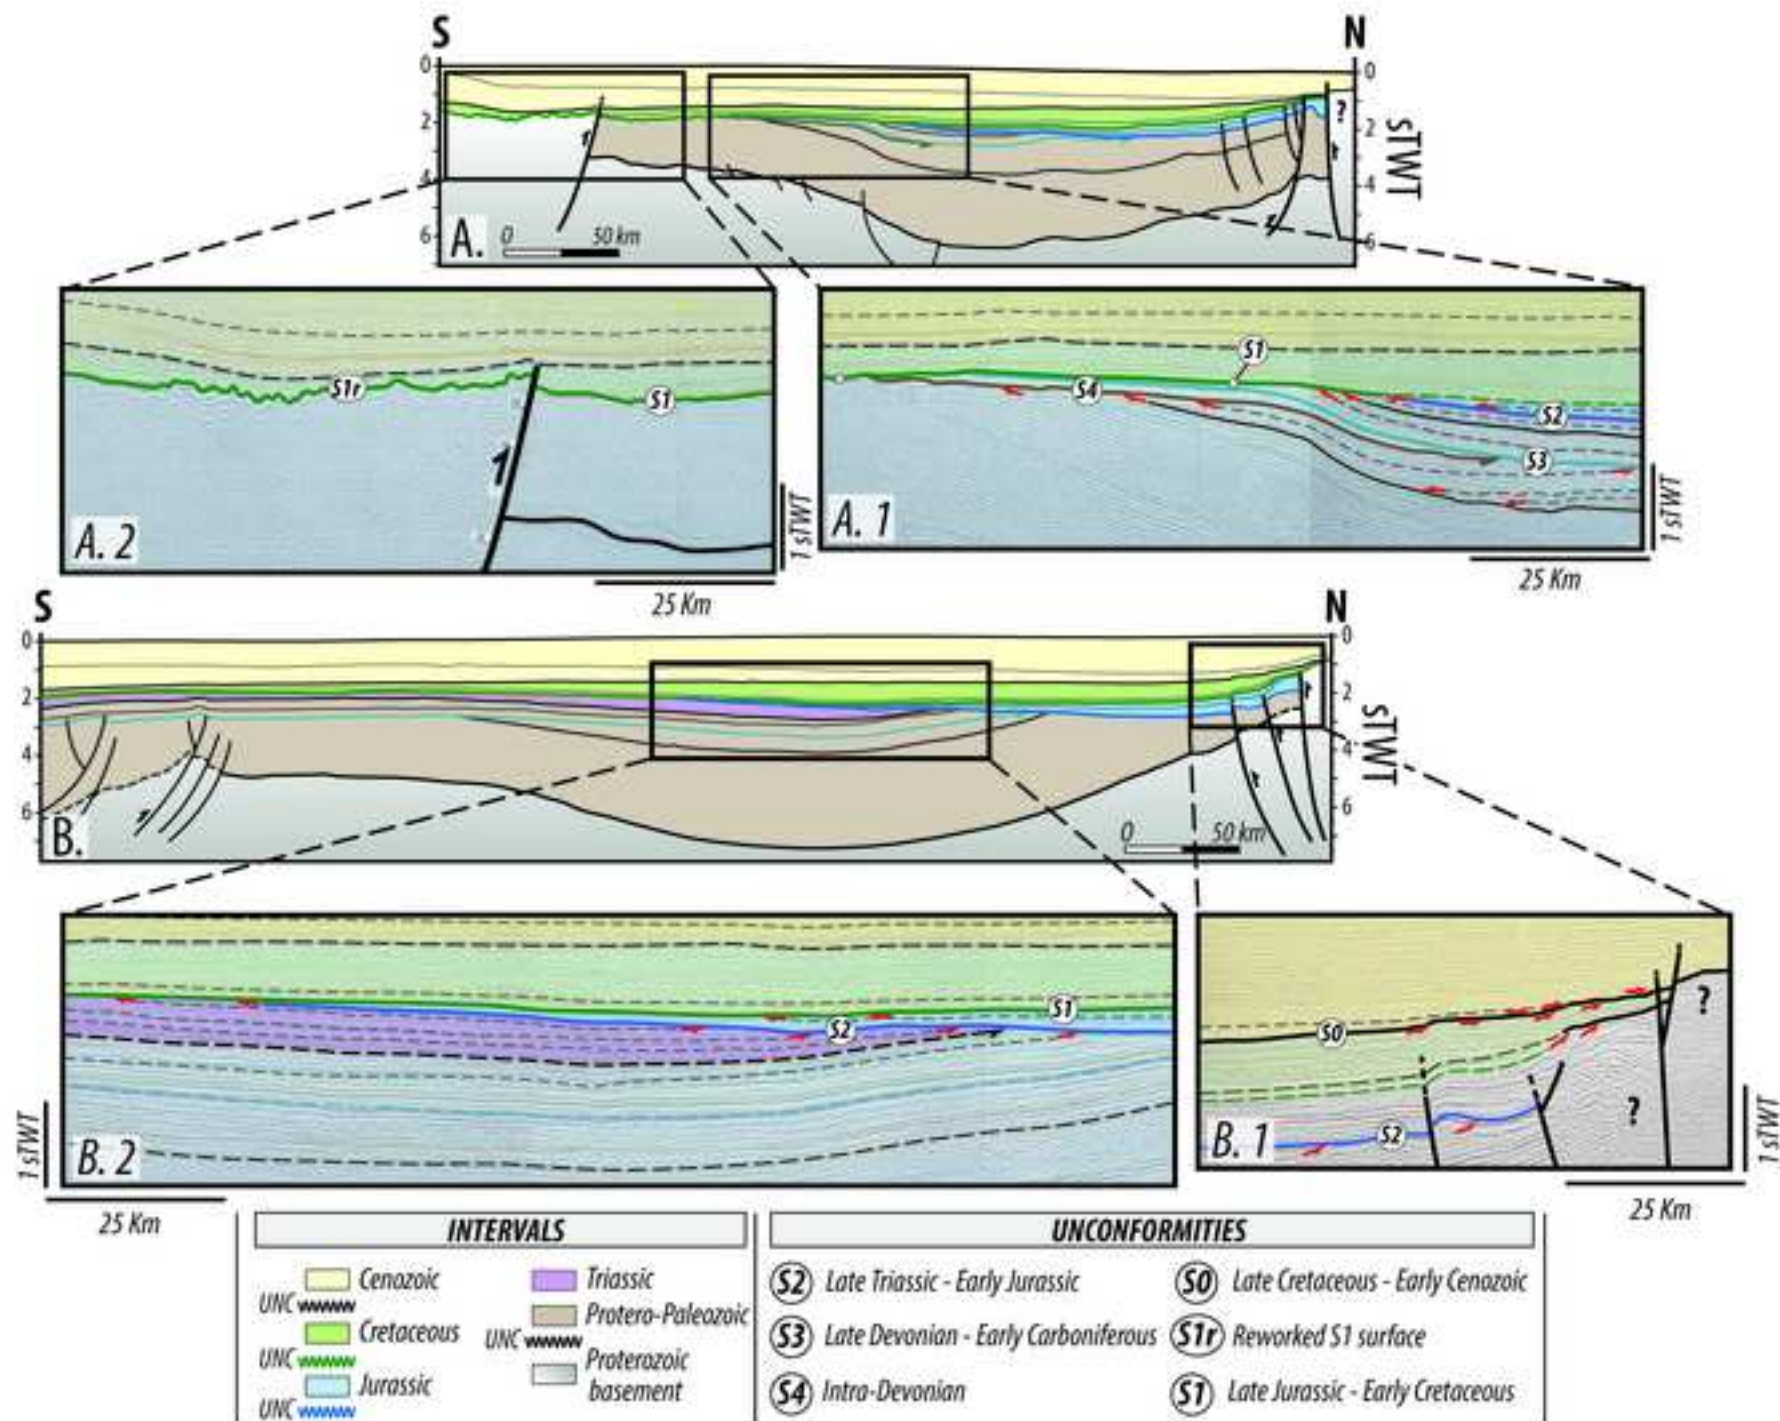 S N
0 0
2 2
4 4
6 6
sTWT
?
A. 0 50 km
S1r S1
A. 2
1 sTWT
25 Km
S1
S4
S2
S3
A. 1
1 sTWT
25 Km
S N
0 0
2 2
4 4
6 6
sTWT
B. 0 50 km
S1
S2
B. 2
1 sTWT
25 Km
S0
?
?
S2
B. 1
1 sTWT
25 Km
INTERVALS
Cenozoic
UNC
Cretaceous
UNC
Jurassic
UNC
Triassic
Protero-Paleozoic
UNC
Proterozoic
basement
UNCONFORMITIES
S2 Late Triassic - Early Jurassic
S3 Late Devonian - Early Carboniferous
S4 Intra-Devonian
S0 Late Cretaceous - Early Cenozoic
S1r Reworked S1 surface
S1 Late Jurassic - Early Cretaceous